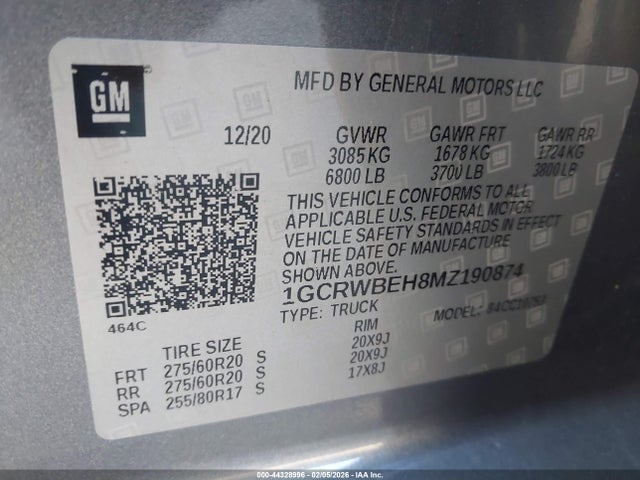 GM
MFD BY GENERAL MOTORS LLC
12/20 GVWR GAWR FRT GAWR RR
3085 KG 1678 KG 1724 KG
6800 LB 3700 LB 3800 LB
THIS VEHICLE CONFORMS TO ALL
APPLICABLE U.S. FEDERAL MOTOR
VEHICLE SAFETY STANDARDS IN EFFECT
ON THE DATE OF MANUFACTURE
SHOWN ABOVE.
1GCRWBEH8MZ190874
TYPE: TRUCK MODEL:
464C
TIRE SIZE RIM
FRT 275/60R20 S 20X9J
RR 275/60R20 S 20X9J
SPA 255/80R17 S 17X8J
000-44328996 - 02/05/2026 - IAA Inc.